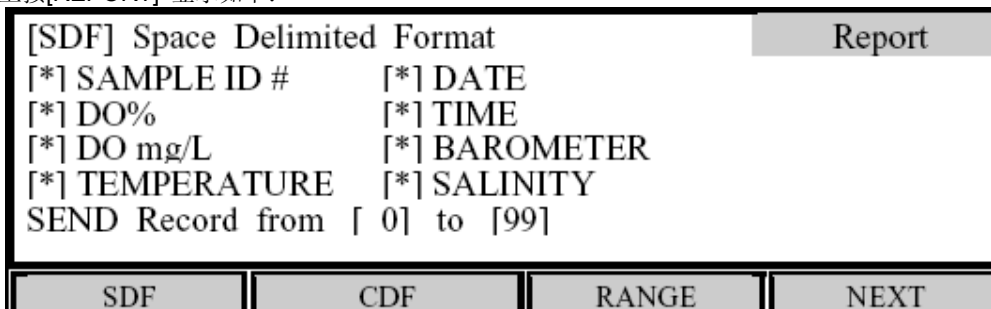 [SDF] Space Delimited Format Report
[*] SAMPLE ID # [*] DATE
[*] DO% [*] TIME
[*] DO mg/L [*] BAROMETER
[*] TEMPERATURE [*] SALINITY
SEND Record from [ 0] to [99]
SDF CDF RANGE NEXT